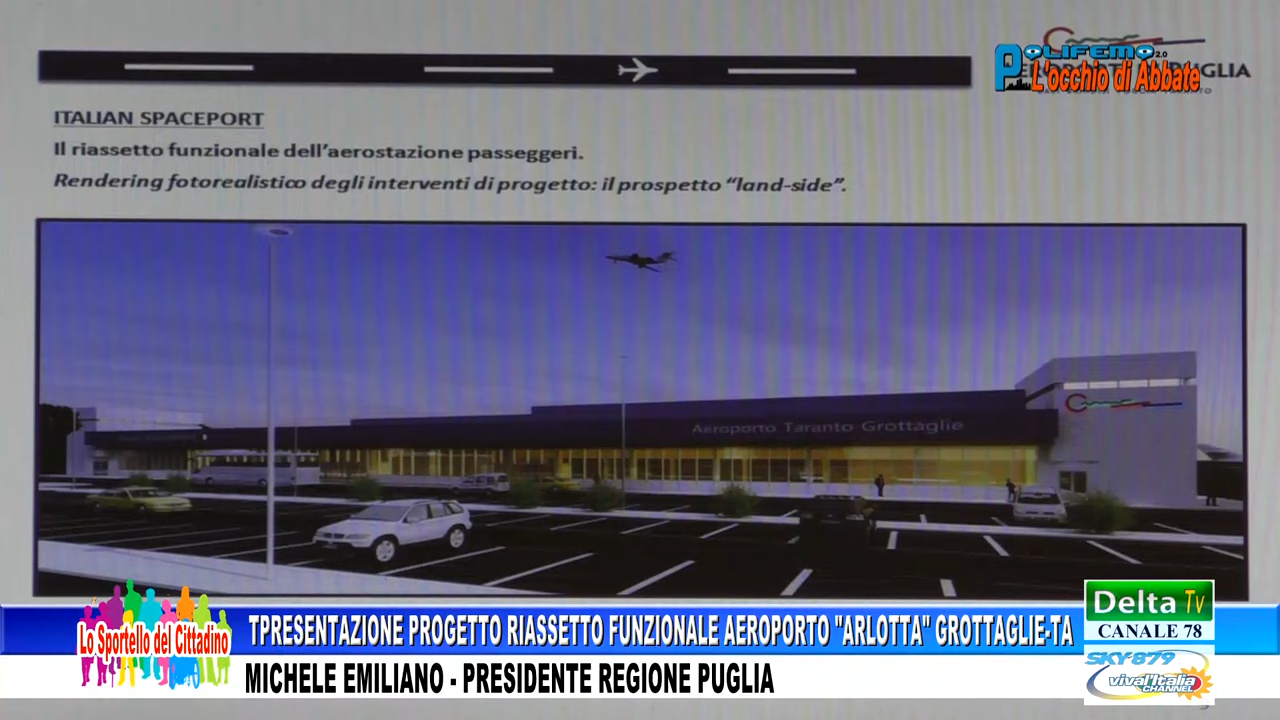 POLIFEMO 2.0
L'occhio di Abbate
PUGLIA
ITALIAN SPACEPORT
Il riassetto funzionale dell'aerostazione passeggeri.
Rendering fotorealistico degli interventi di progetto: il prospetto "land-side".
Aeroporto Taranto Grottaglie
Lo Sportello del Cittadino
TPRESENTAZIONE PROGETTO RIASSETTO FUNZIONALE AEROPORTO "ARLOTTA" GROTTAGLIE-TA
MICHELE EMILIANO - PRESIDENTE REGIONE PUGLIA
Delta Tv
CANALE 78
SKY-879
viva l'Italia
CHANNEL